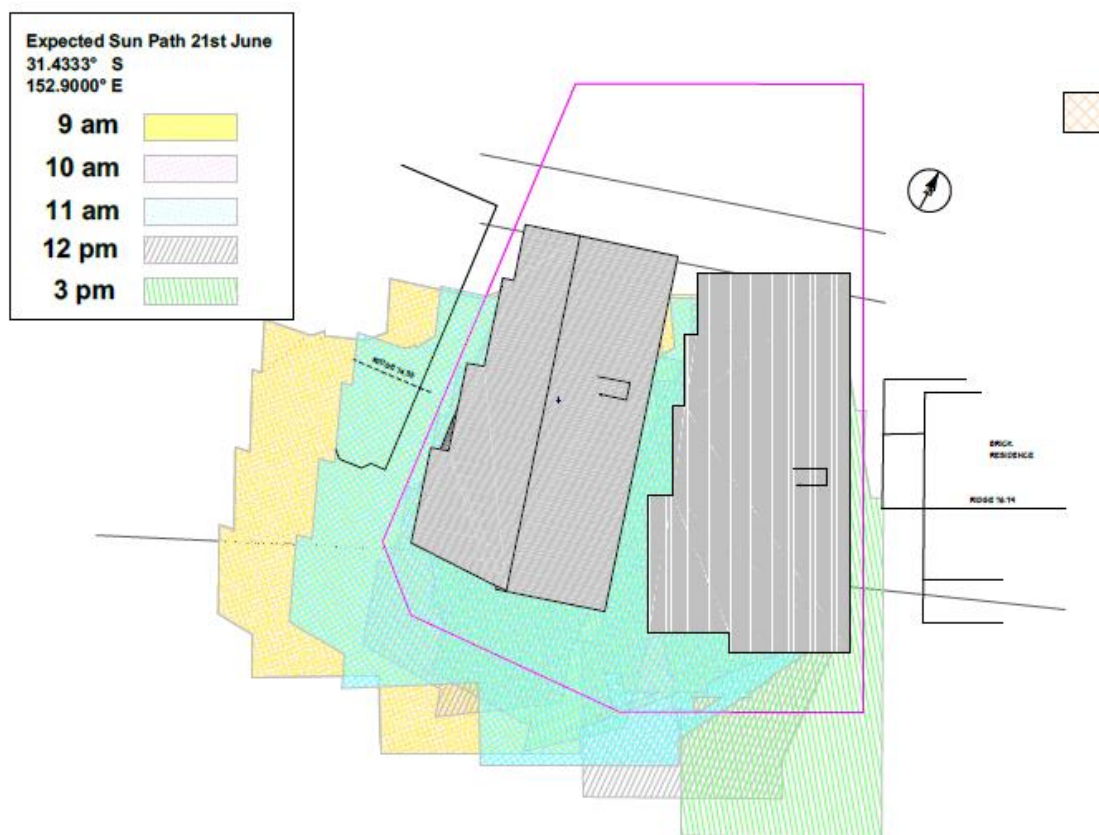 Expected Sun Path 21st June
31.4333° S
152.9000° E
9 am
10 am
11 am
12 pm
3 pm
BRICK
RESIDENCE